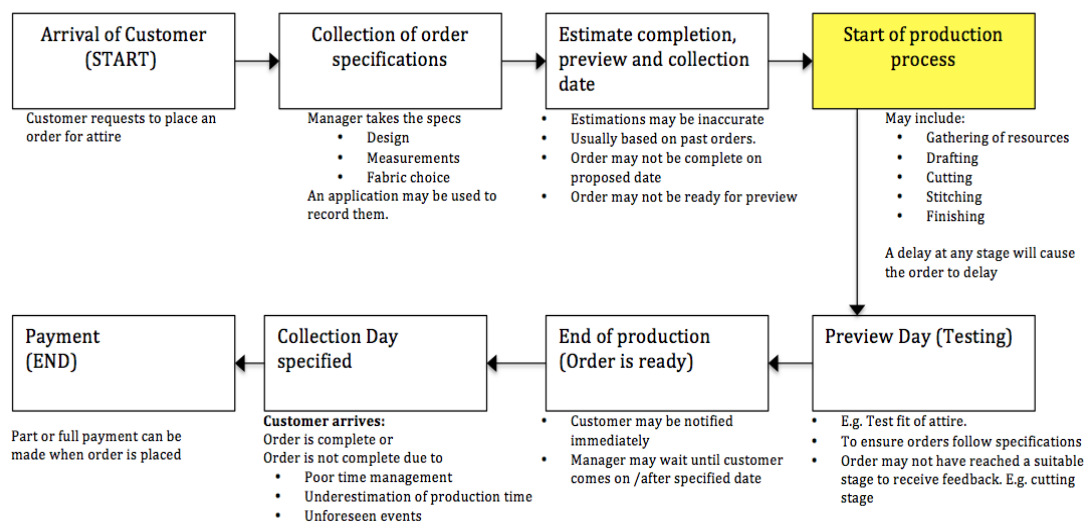 Arrival of Customer
(START)
Customer requests to place an
order for attire
Collection of order
specifications
Manager takes the specs
• Design
• Measurements
• Fabric choice
An application may be used to
record them.
Estimate completion,
preview and collection
date
• Estimations may be inaccurate
• Usually based on past orders.
• Order may not be complete on
proposed date
• Order may not be ready for preview
Start of production
process
May include:
• Gathering of resources
• Drafting
• Cutting
• Stitching
• Finishing
A delay at any stage will cause
the order to delay
Preview Day (Testing)
• E.g. Test fit of attire.
• To ensure orders follow specifications
• Order may not have reached a suitable
stage to receive feedback. E.g. cutting
stage
End of production
(Order is ready)
• Customer may be notified
immediately
• Manager may wait until customer
comes on /after specified date
Collection Day
specified
Customer arrives:
Order is complete or
Order is not complete due to
• Poor time management
• Underestimation of production time
• Unforeseen events
Payment
(END)
Part or full payment can be
made when order is placed